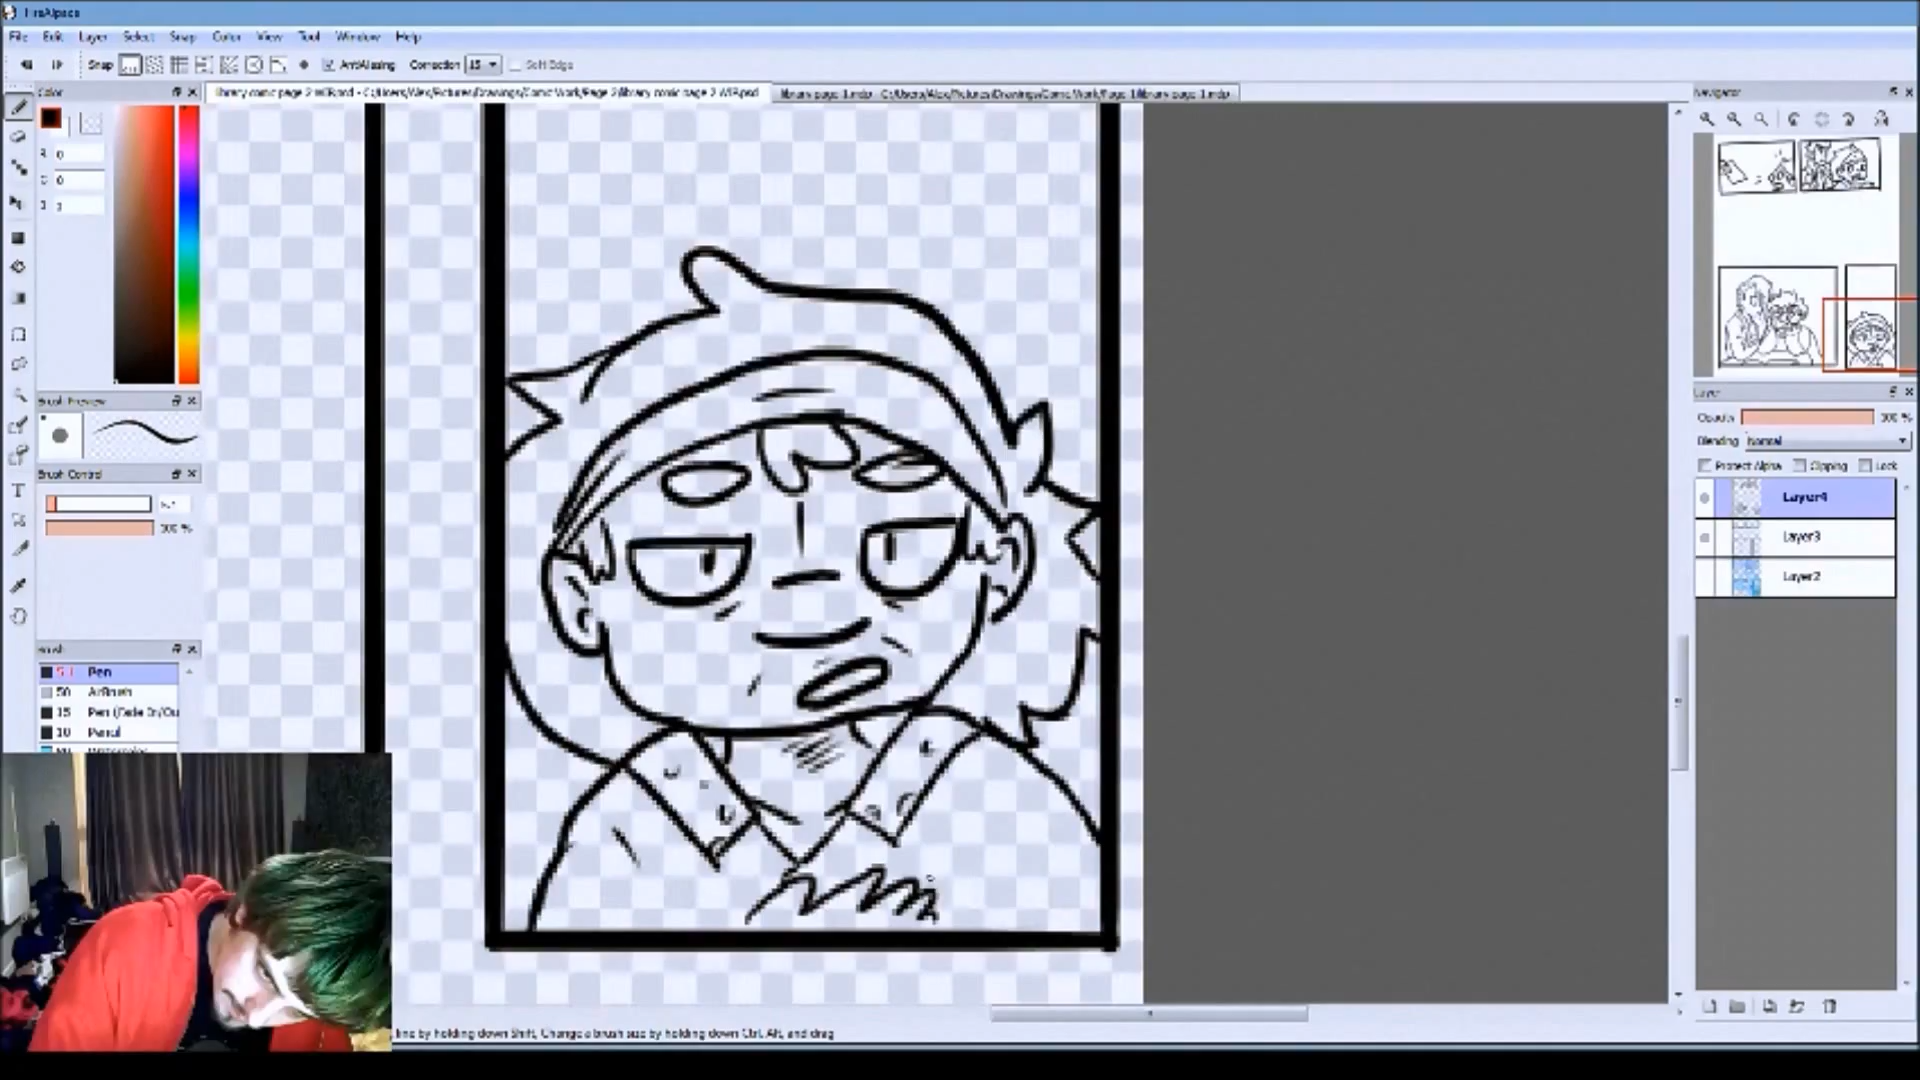 FireAlpaca
File Edit Layer Select Snap Color View Tool Window Help
Snap AntiAliasing Correction 15 Soft Edge
Color
library comic page 2 WIP.psd - C:/Users/Alex/Pictures/Drawings/Comic Work/Page 2/library comic page 2 WIP.psd
library page 1.mdp - C:/Users/Alex/Pictures/Drawings/Comic Work/Page 1/library page 1.mdp
Navigator
0
0
Brush Preview
Brush Control
100 %
Brush
Pen
50 AirBrush
15 Pen (Fade In/Ou
10 Pencil
Layer
Opacity 100 %
Blending Normal
Protect Alpha Clipping Lock
Layer4
Layer3
Layer2
line by holding down Shift, Change a brush size by holding down Ctrl, Alt, and drag